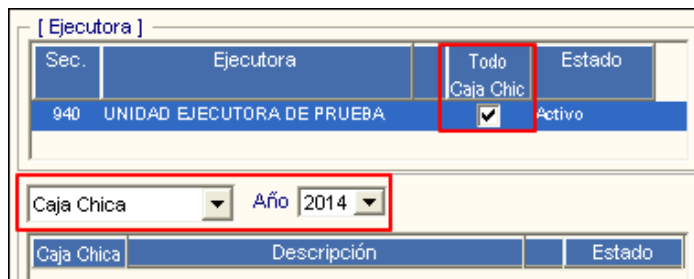 [ Ejecutora ]
Sec. Ejecutora Todo Caja Chic Estado
940 UNIDAD EJECUTORA DE PRUEBA Activo
Caja Chica Año 2014
Caja Chica Descripción Estado